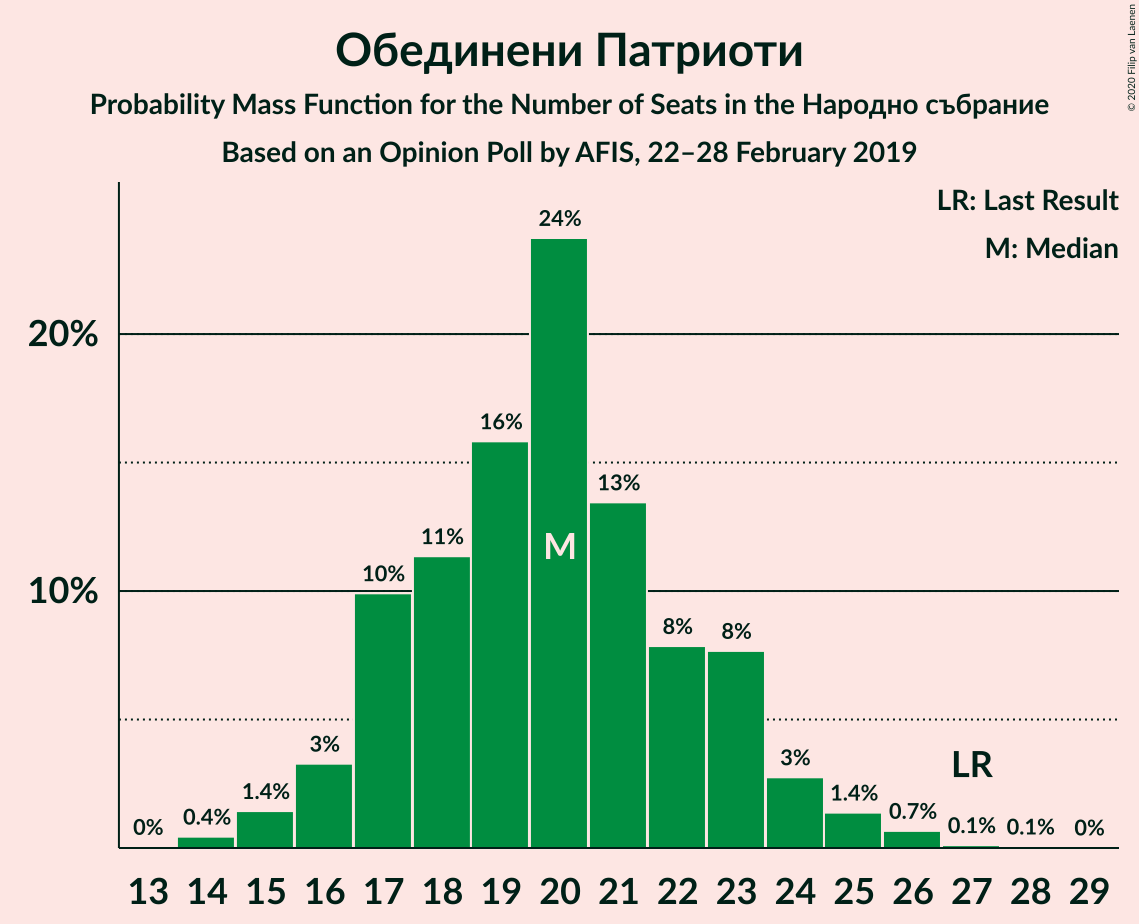 Обединени Патриоти
Probability Mass Function for the Number of Seats in the Народно събрание
Based on an Opinion Poll by AFIS, 22–28 February 2019
© 2020 Filip van Laenen
LR: Last Result
M: Median
20%
10%
0%
0.4%
1.4%
3%
10%
11%
16%
24%
13%
8%
8%
3%
1.4%
0.7%
0.1%
0.1%
0%
M
LR
13 14 15 16 17 18 19 20 21 22 23 24 25 26 27 28 29